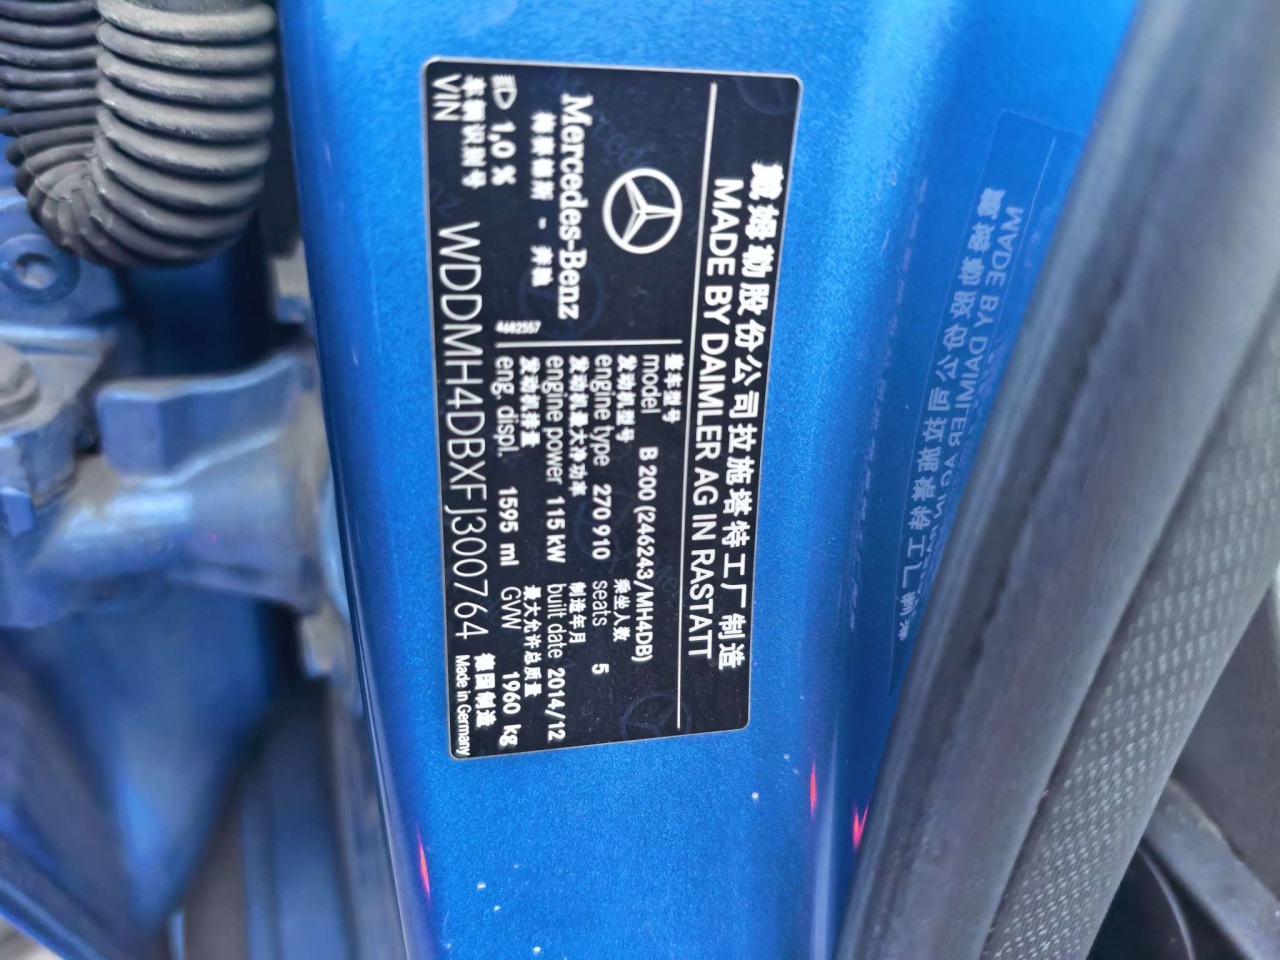 戴姆勒股份公司拉施塔特工厂 制造
MADE BY DAIMLER AG IN RASTATT
Mercedes-Benz
梅赛德斯 - 奔驰
1,0 %
4682557
整车型号
model B 200 (246243/MH4DB)
发动机型号 乘坐人数
engine type 270 910 seats 5
发动机最大净功率 制造年月
engine power 115 kW built date 2014/12
发动机排量 最大允许总质量
eng. displ. 1595 ml GVW 1960 kg
车辆识别号 德国制造
VIN WDDMH4DBXFJ300764 Made in Germany